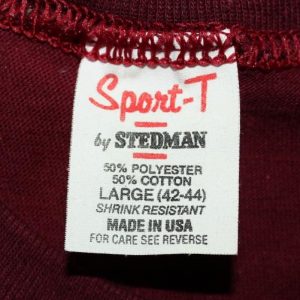 Sport-T
by STEDMAN
50% POLYESTER
50% COTTON
LARGE (42-44)
SHRINK RESISTANT
MADE IN USA
FOR CARE SEE REVERSE